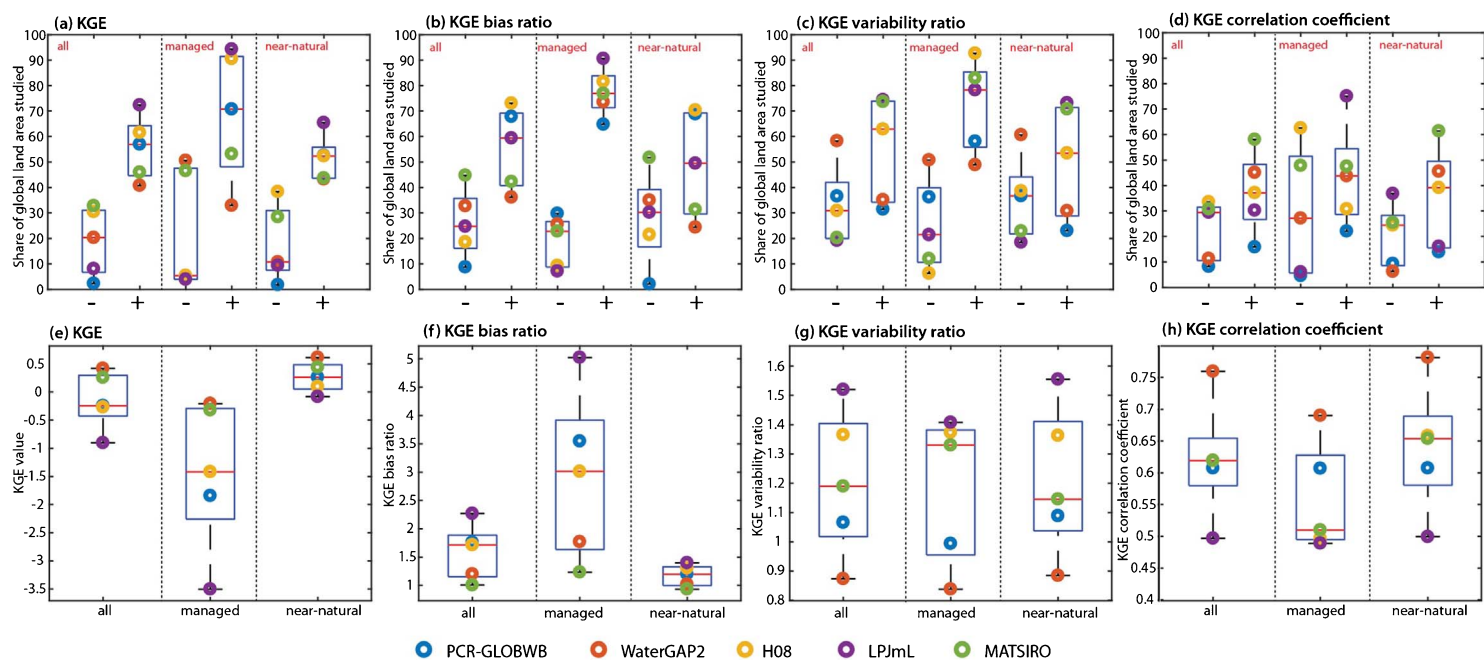 (a) KGE
(b) KGE bias ratio
(c) KGE variability ratio
(d) KGE correlation coefficient
Share of global land area studied
100
90
80
70
60
50
40
30
20
10
0
all
managed
near-natural
- + - + - +
Share of global land area studied
100
90
80
70
60
50
40
30
20
10
0
all
managed
near-natural
- + - + - +
Share of global land area studied
100
90
80
70
60
50
40
30
20
10
0
all
managed
near-natural
- + - + - +
Share of global land area studied
100
90
80
70
60
50
40
30
20
10
0
all
managed
near-natural
- + - + - +
(e) KGE
(f) KGE bias ratio
(g) KGE variability ratio
(h) KGE correlation coefficient
KGE value
0.5
0
-0.5
-1
-1.5
-2
-2.5
-3
-3.5
all managed near-natural
KGE bias ratio
5
4.5
4
3.5
3
2.5
2
1.5
1
all managed near-natural
KGE variability ratio
1.6
1.5
1.4
1.3
1.2
1.1
1
0.9
0.8
all managed near-natural
KGE correlation coefficient
0.75
0.7
0.65
0.6
0.55
0.5
0.45
0.4
all managed near-natural
PCR-GLOBWB WaterGAP2 H08 LPJmL MATSIRO